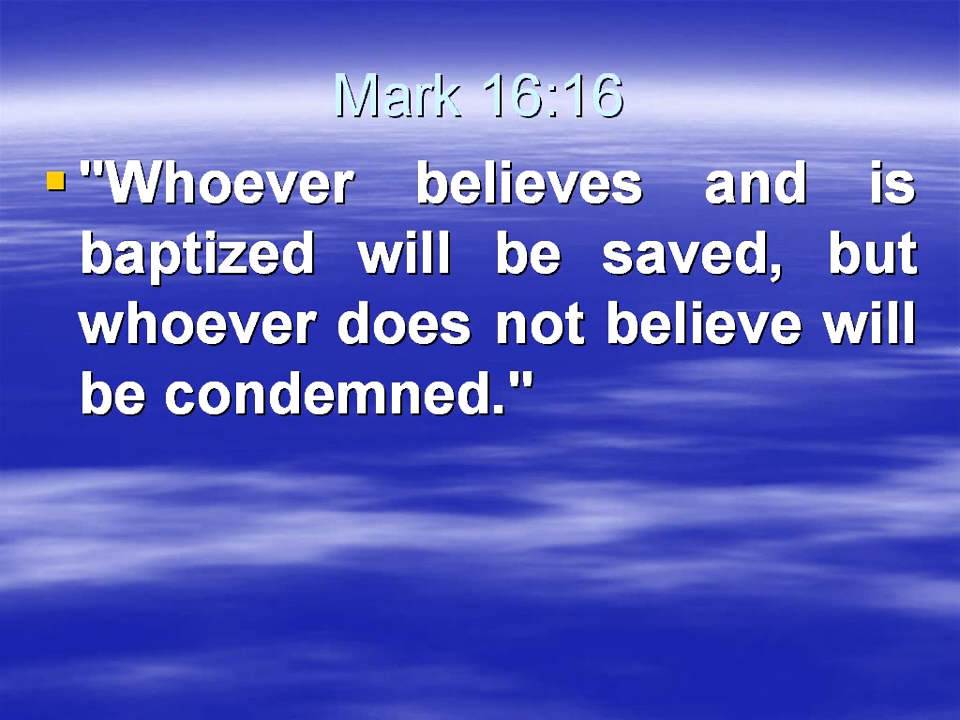 Mark 16:16
"Whoever believes and is
baptized will be saved, but
whoever does not believe will
be condemned."